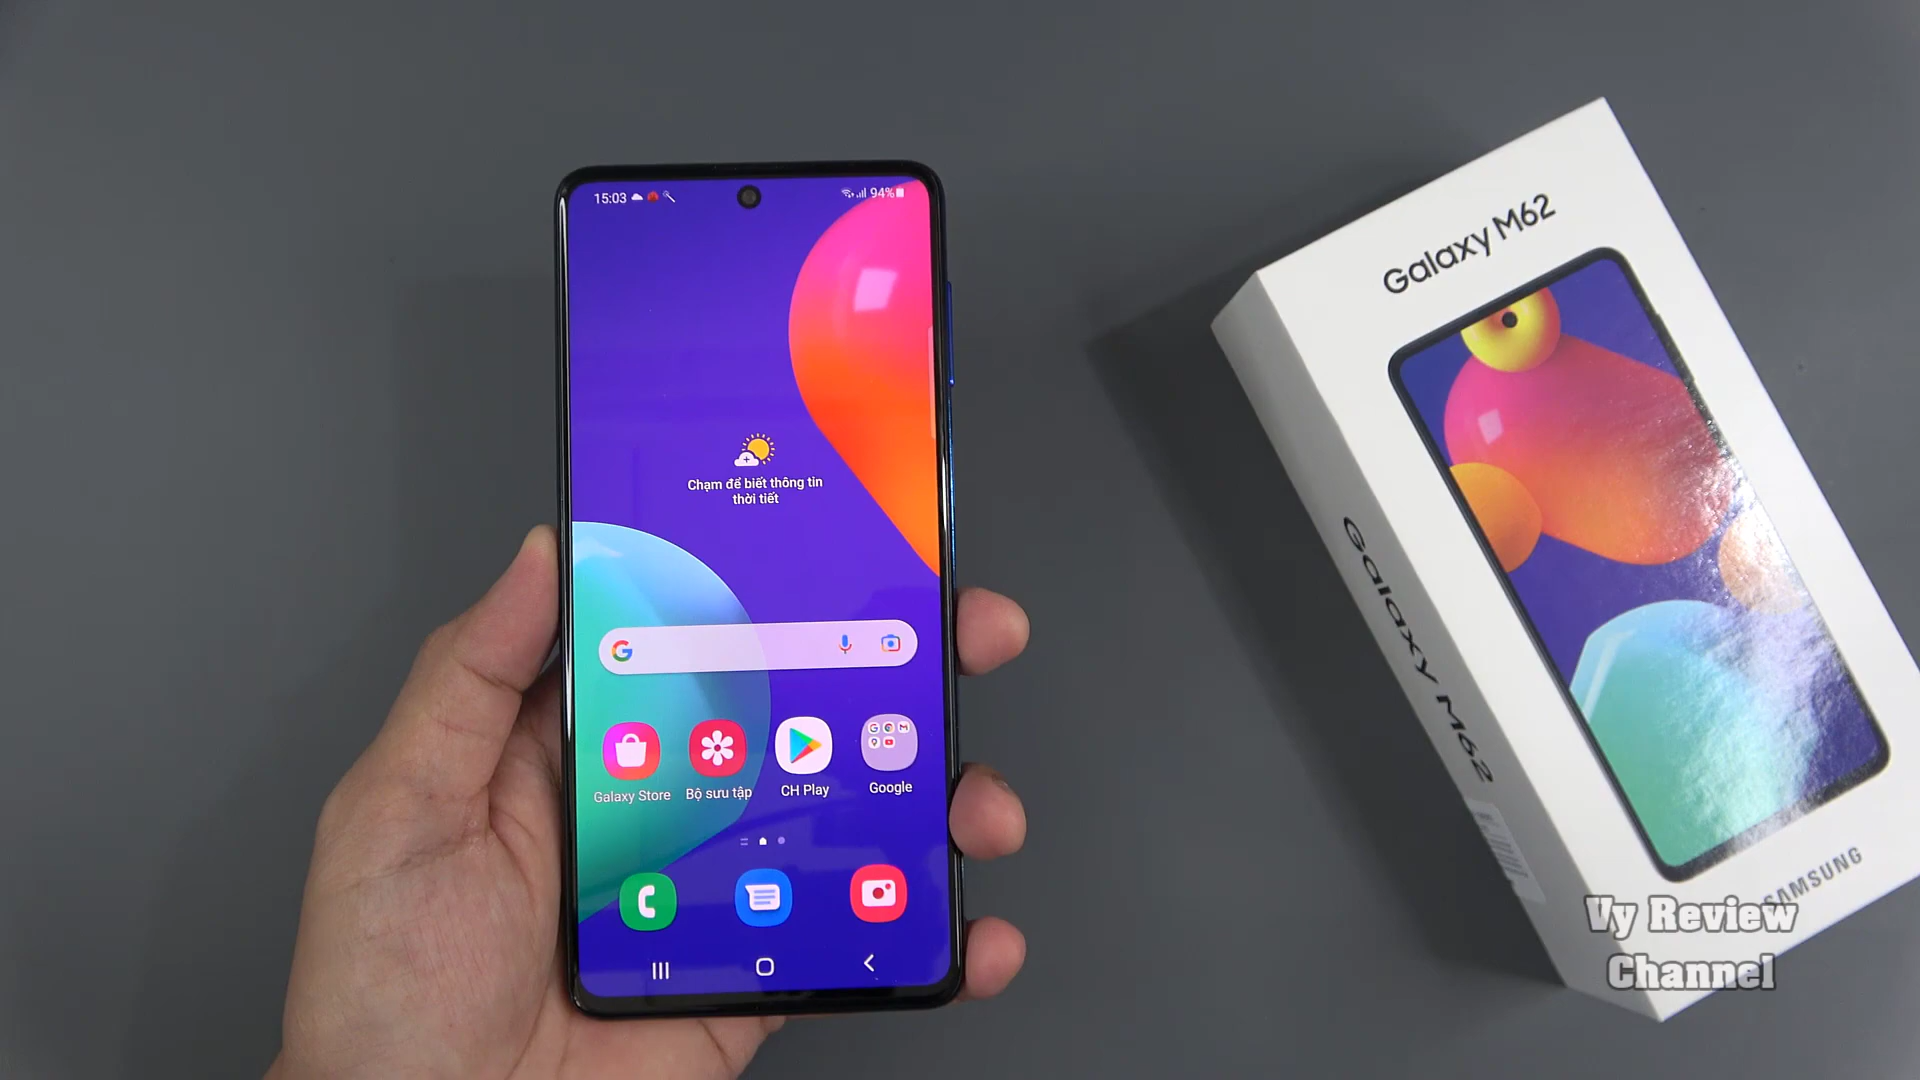 15:03
94%
Chạm để biết thông tin
thời tiết
Galaxy Store
Bộ sưu tập
CH Play
Google
Galaxy M62
Galaxy M62
SAMSUNG
Vy Review
Channel